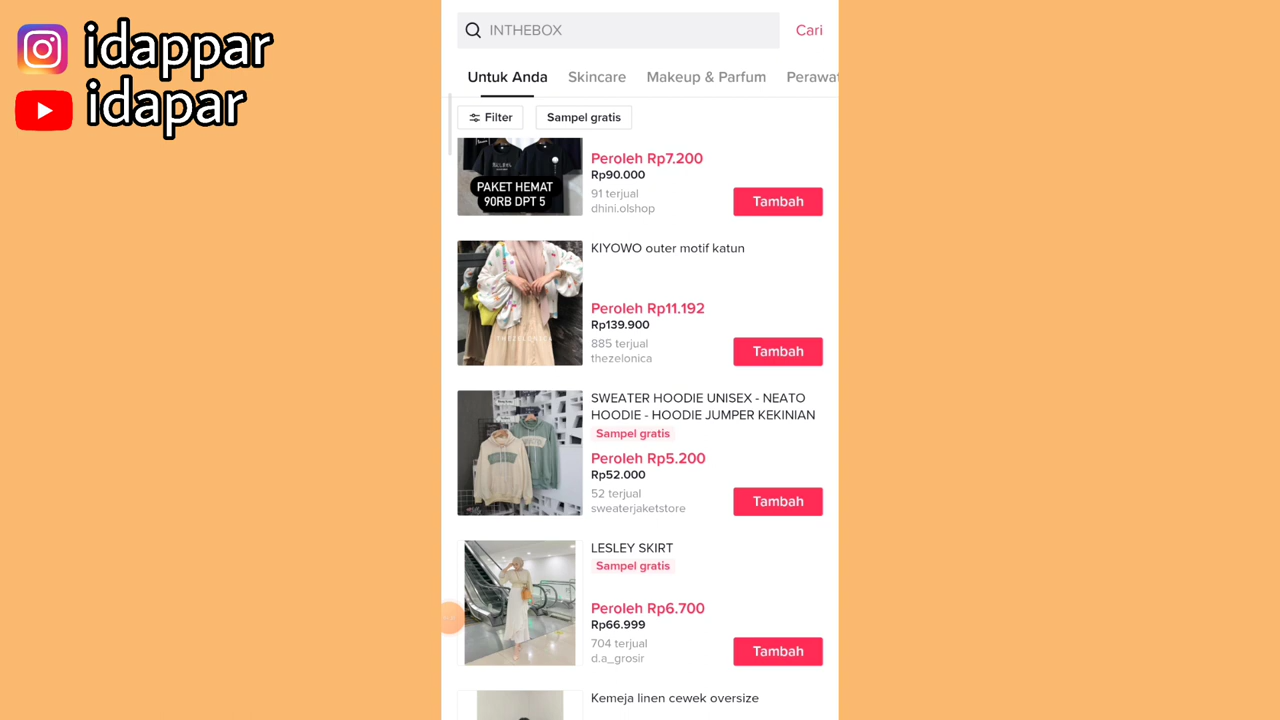 idappar
idapar
INTHEBOX
Cari
Untuk Anda
Skincare
Makeup & Parfum
Perawat
Filter
Sampel gratis
PAKET HEMAT
90RB DPT 5
Peroleh Rp7.200
Rp90.000
91 terjual
dhini.olshop
Tambah
KIYOWO outer motif katun
Peroleh Rp11.192
Rp139.900
885 terjual
thezelonica
Tambah
THEZELONICA
SWEATER HOODIE UNISEX - NEATO
HOODIE - HOODIE JUMPER KEKINIAN
Sampel gratis
Peroleh Rp5.200
Rp52.000
52 terjual
sweaterjaketstore
Tambah
LESLEY SKIRT
Sampel gratis
Peroleh Rp6.700
Rp66.999
704 terjual
d.a_grosir
Tambah
Kemeja linen cewek oversize